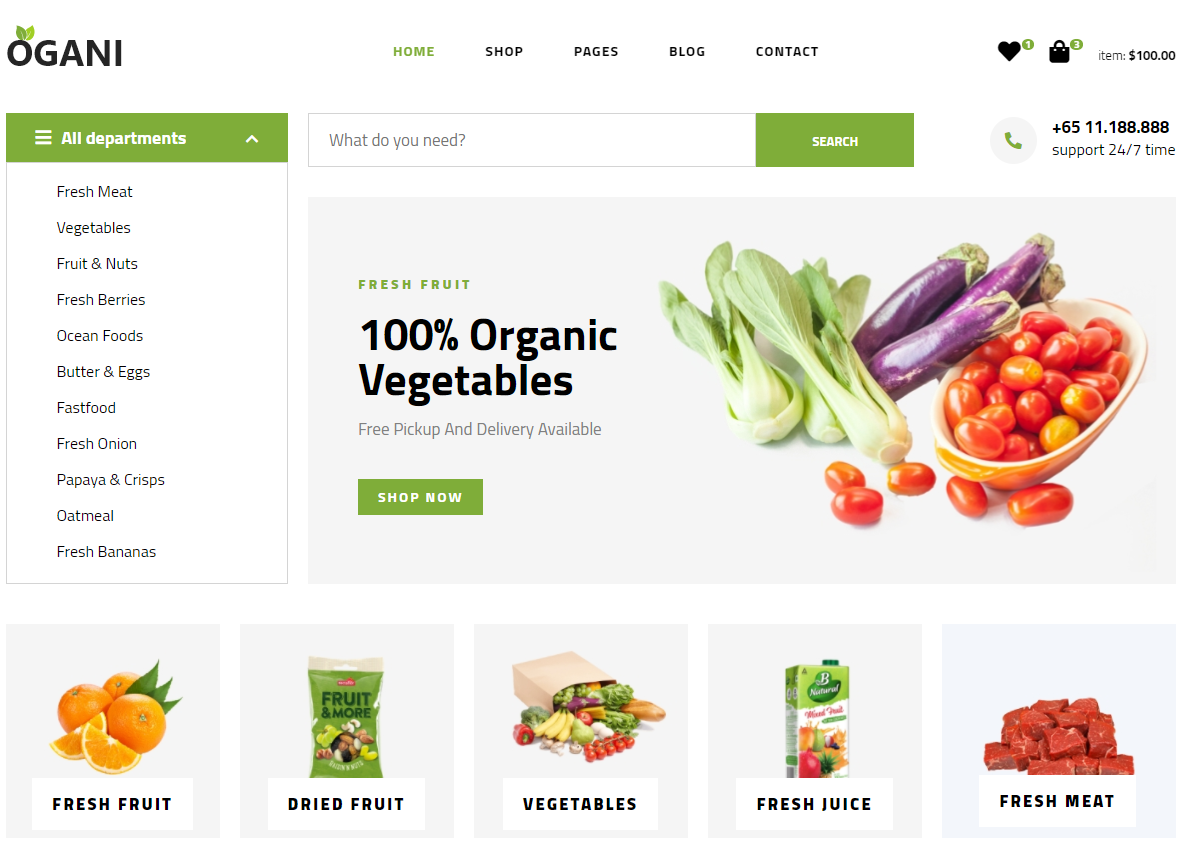 OGANI
HOME SHOP PAGES BLOG CONTACT
1 3 item: $100.00
All departments
What do you need? SEARCH
+65 11.188.888
support 24/7 time
Fresh Meat
Vegetables
Fruit & Nuts
Fresh Berries
Ocean Foods
Butter & Eggs
Fastfood
Fresh Onion
Papaya & Crisps
Oatmeal
Fresh Bananas
FRESH FRUIT
100% Organic
Vegetables
Free Pickup And Delivery Available
SHOP NOW
FRUIT
&MORE
B
Natural
Mixed Fruit
FRESH FRUIT
DRIED FRUIT
VEGETABLES
FRESH JUICE
FRESH MEAT